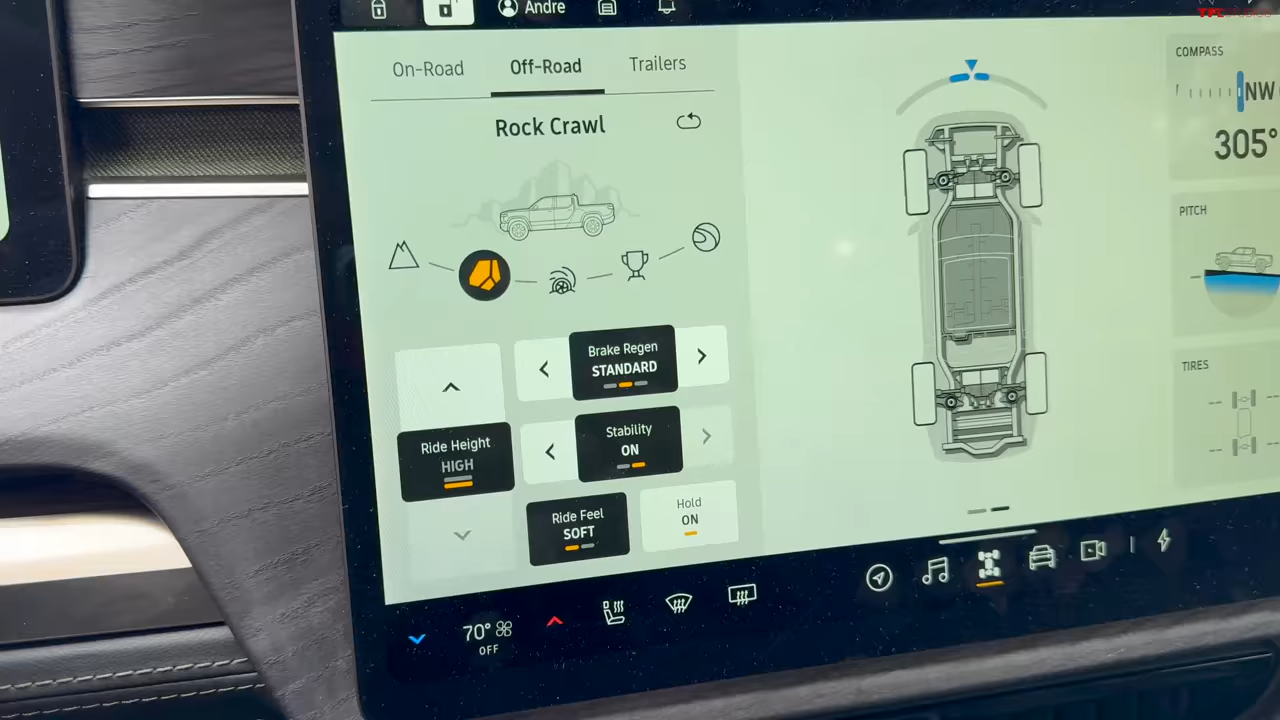 Andre
TFLstudios
On-Road
Off-Road
Trailers
Rock Crawl
Brake Regen
STANDARD
Ride Height
HIGH
Stability
ON
Ride Feel
SOFT
Hold
ON
COMPASS
NW
305°
PITCH
TIRES
70°
OFF